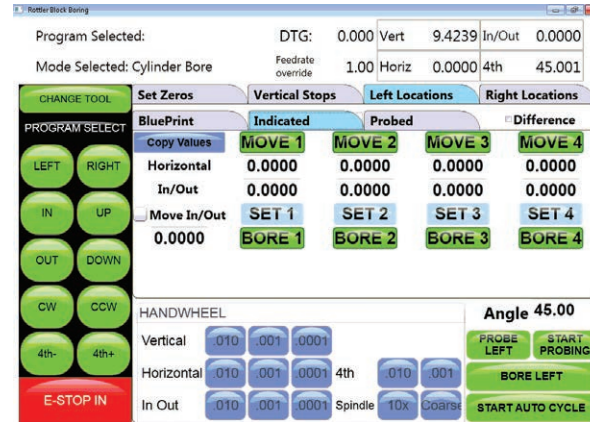 Rottler Block Boring
Program Selected: DTG: 0.000 Vert 9.4239 In/Out 0.0000
Mode Selected: Cylinder Bore Feedrate override 1.00 Horiz 0.0000 4th 45.001
CHANGE TOOL Set Zeros Vertical Stops Left Locations Right Locations
PROGRAM SELECT BluePrint Indicated Probed Difference
Copy Values MOVE 1 MOVE 2 MOVE 3 MOVE 4
LEFT RIGHT Horizontal 0.0000 0.0000 0.0000 0.0000
In/Out 0.0000 0.0000 0.0000 0.0000
IN UP Move In/Out SET 1 SET 2 SET 3 SET 4
0.0000 BORE 1 BORE 2 BORE 3 BORE 4
OUT DOWN
CW CCW HANDWHEEL Angle 45.00
Vertical .010 .001 .0001 PROBE LEFT START PROBING
4th- 4th+ Horizontal .010 .001 .0001 4th .010 .001 BORE LEFT
E-STOP IN In Out .010 .001 .0001 Spindle 10x Coarse START AUTO CYCLE